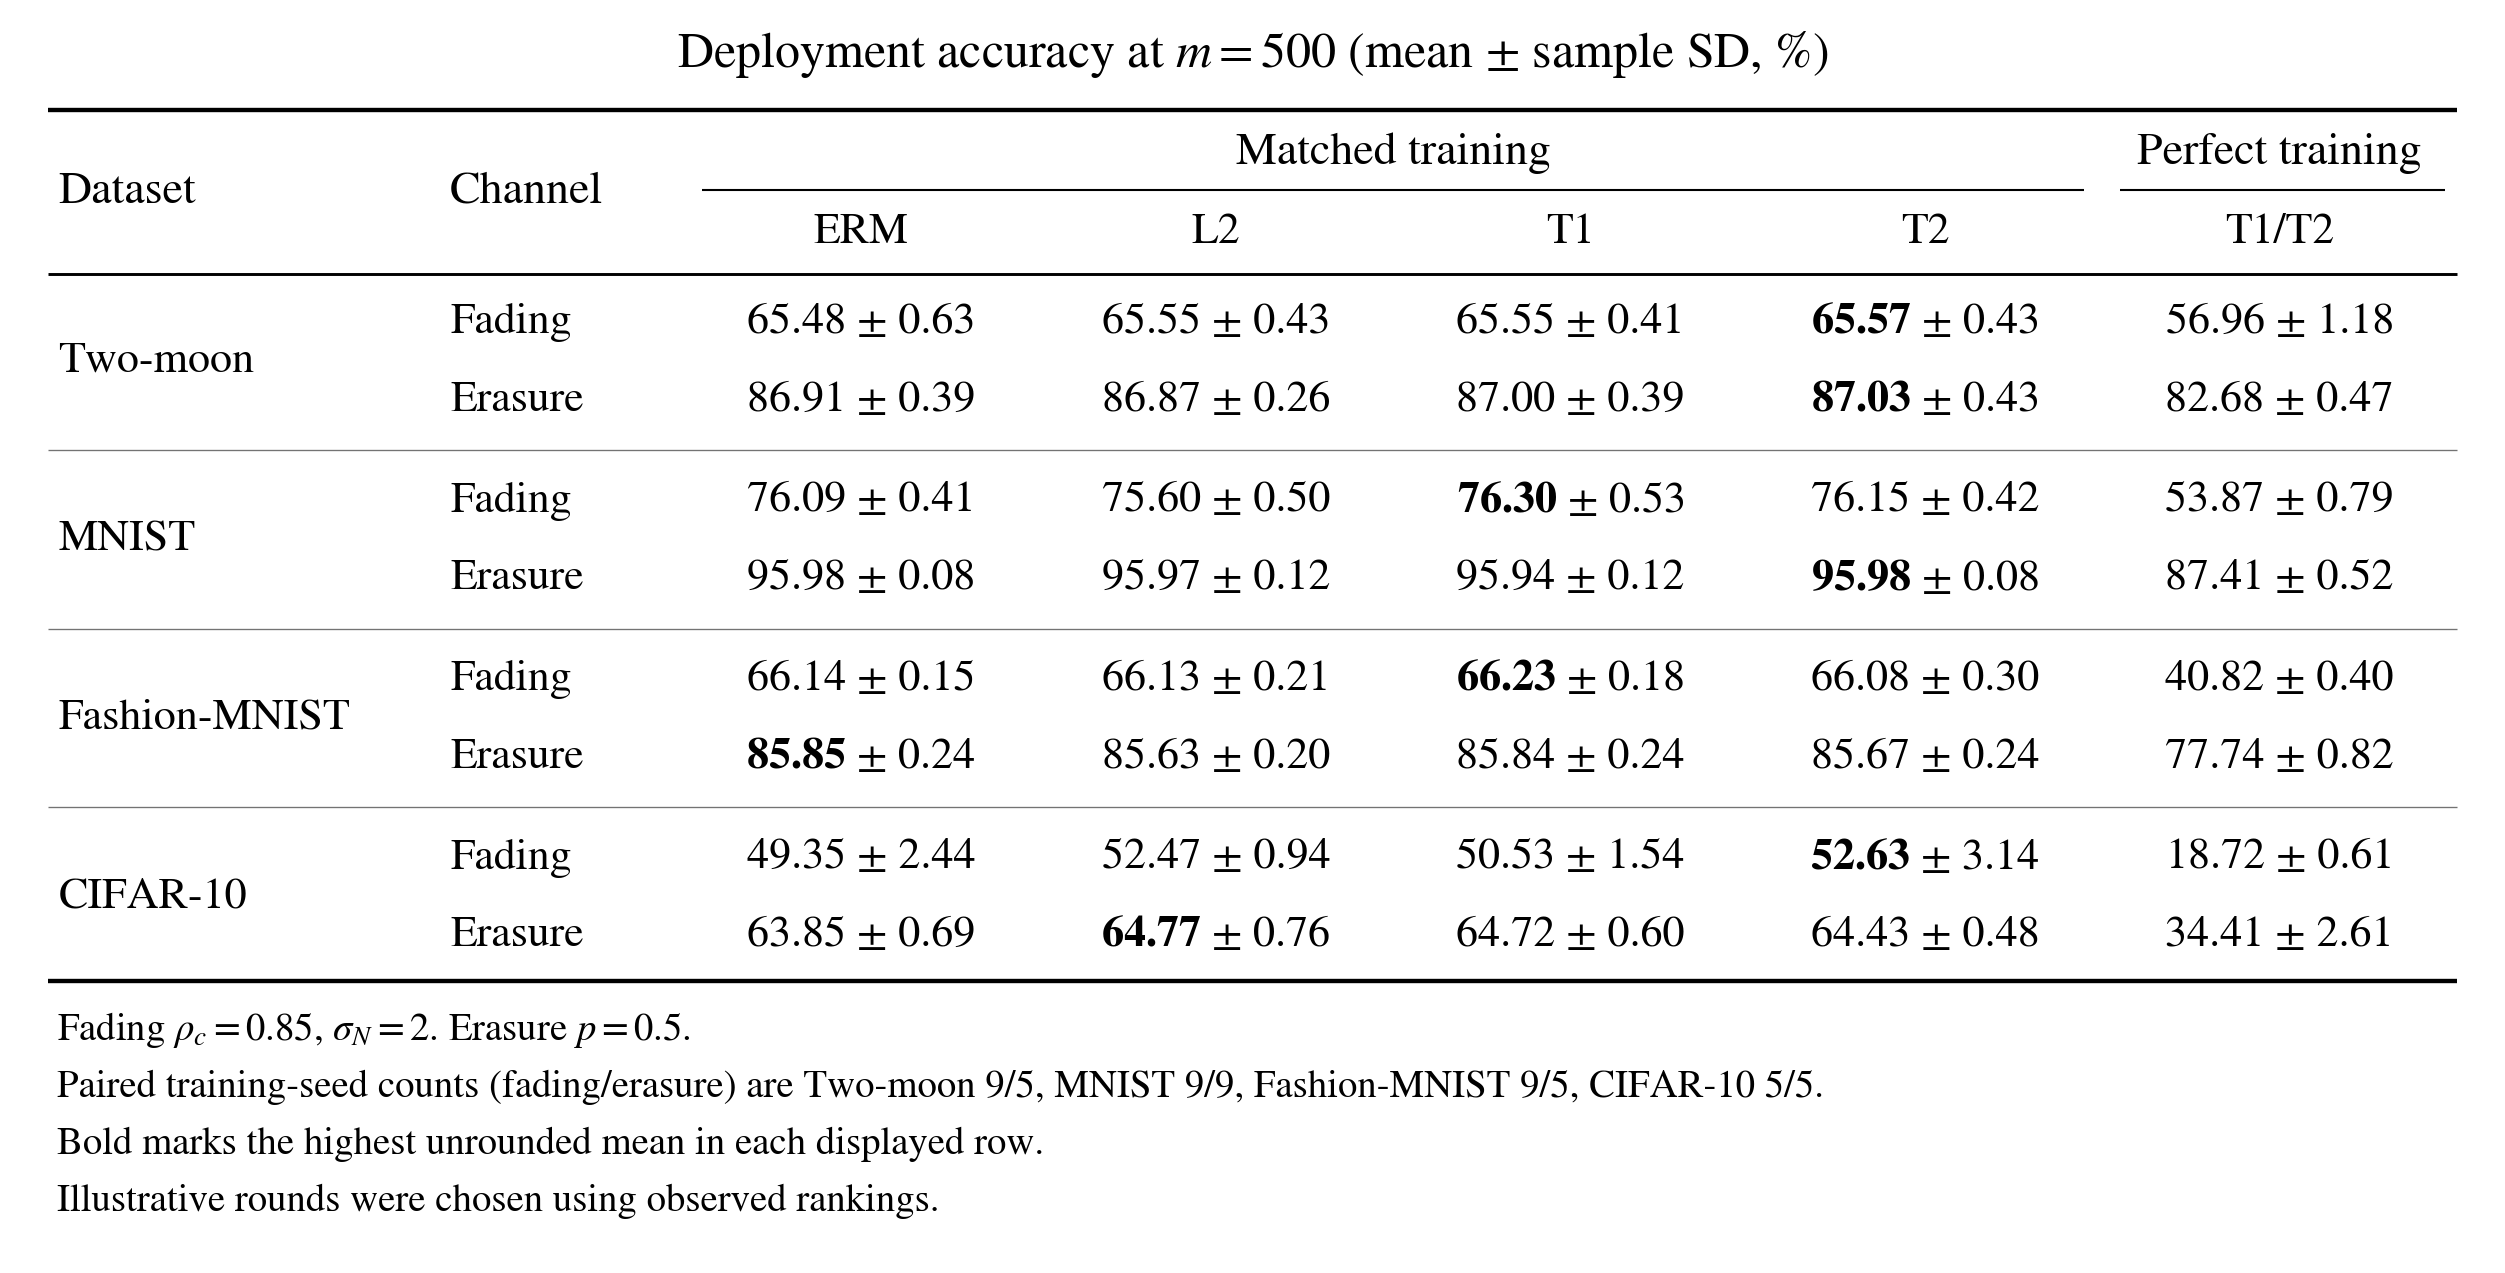 Deployment accuracy at m = 500 (mean ± sample SD, %)
Dataset Channel Matched training Perfect training
ERM L2 T1 T2 T1/T2
Two-moon
Fading 65.48 ± 0.63 65.55 ± 0.43 65.55 ± 0.41 65.57 ± 0.43 56.96 ± 1.18
Erasure 86.91 ± 0.39 86.87 ± 0.26 87.00 ± 0.39 87.03 ± 0.43 82.68 ± 0.47
MNIST
Fading 76.09 ± 0.41 75.60 ± 0.50 76.30 ± 0.53 76.15 ± 0.42 53.87 ± 0.79
Erasure 95.98 ± 0.08 95.97 ± 0.12 95.94 ± 0.12 95.98 ± 0.08 87.41 ± 0.52
Fashion-MNIST
Fading 66.14 ± 0.15 66.13 ± 0.21 66.23 ± 0.18 66.08 ± 0.30 40.82 ± 0.40
Erasure 85.85 ± 0.24 85.63 ± 0.20 85.84 ± 0.24 85.67 ± 0.24 77.74 ± 0.82
CIFAR-10
Fading 49.35 ± 2.44 52.47 ± 0.94 50.53 ± 1.54 52.63 ± 3.14 18.72 ± 0.61
Erasure 63.85 ± 0.69 64.77 ± 0.76 64.72 ± 0.60 64.43 ± 0.48 34.41 ± 2.61
Fading ρc = 0.85, σN = 2. Erasure p = 0.5.
Paired training-seed counts (fading/erasure) are Two-moon 9/5, MNIST 9/9, Fashion-MNIST 9/5, CIFAR-10 5/5.
Bold marks the highest unrounded mean in each displayed row.
Illustrative rounds were chosen using observed rankings.